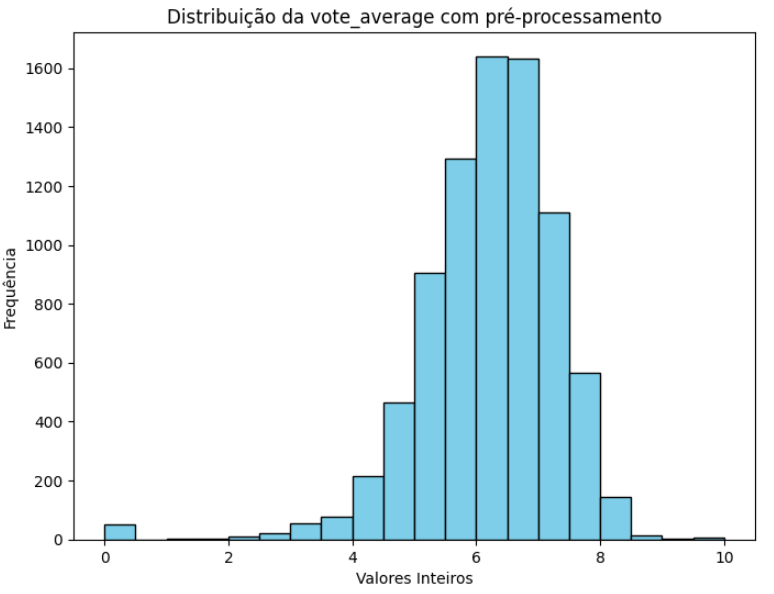 Distribuição da vote_average com pré-processamento
Frequência
1600
1400
1200
1000
800
600
400
200
0
0 2 4 6 8 10
Valores Inteiros